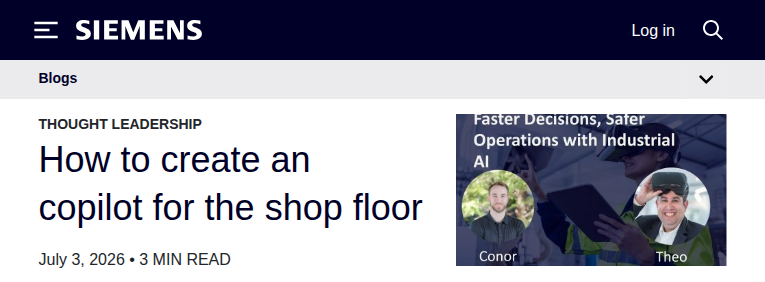 SIEMENS
Log in
Blogs
THOUGHT LEADERSHIP
How to create an
copilot for the shop floor
July 3, 2026 • 3 MIN READ
Faster Decisions, Safer
Operations with Industrial
AI
Conor
Theo